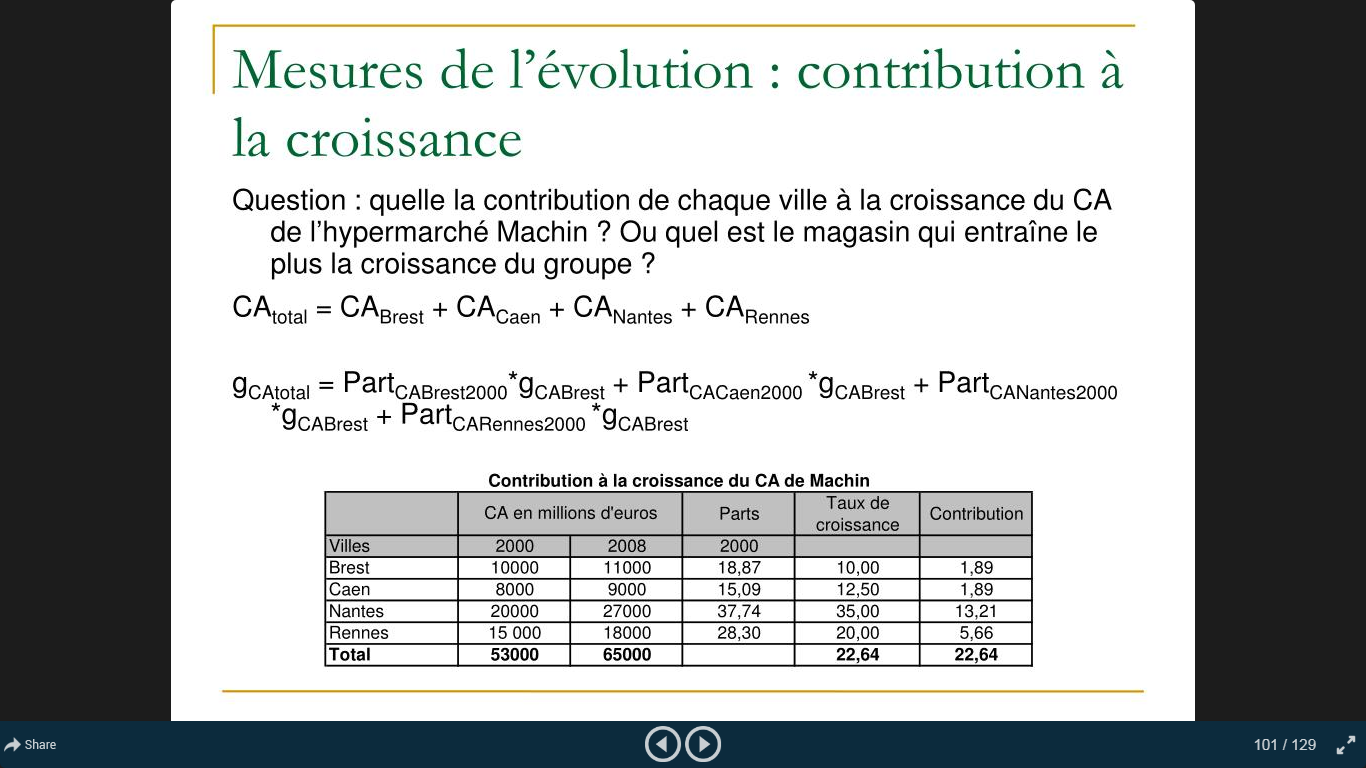 Mesures de l’évolution : contribution à
la croissance
Question : quelle la contribution de chaque ville à la croissance du CA
de l’hypermarché Machin ? Ou quel est le magasin qui entraîne le
plus la croissance du groupe ?
CAtotal = CABrest + CACaen + CANantes + CARennes
gCAtotal = PartCABrest2000*gCABrest + PartCACaen2000 *gCABrest + PartCANantes2000
*gCABrest + PartCARennes2000 *gCABrest
Contribution à la croissance du CA de Machin
CA en millions d'euros Parts Taux de croissance Contribution
Villes 2000 2008 2000
Brest 10000 11000 18,87 10,00 1,89
Caen 8000 9000 15,09 12,50 1,89
Nantes 20000 27000 37,74 35,00 13,21
Rennes 15 000 18000 28,30 20,00 5,66
Total 53000 65000 22,64 22,64
Share 101 / 129